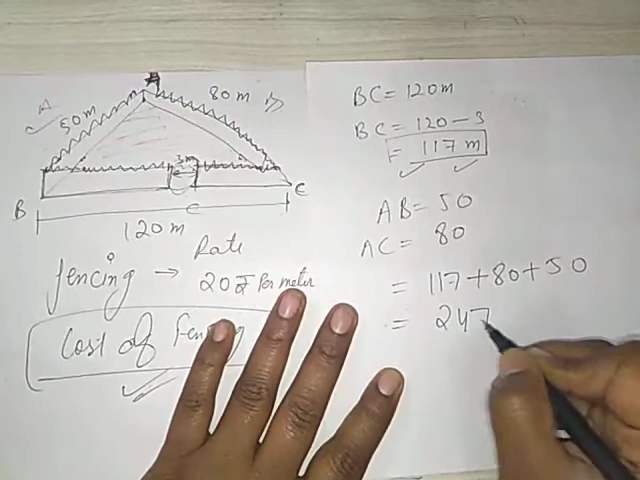 A
A
50m
80m
3m
B
C
C
120m
Rate
fencing → 20₹ Per meter
Cost of Fencing
BC = 120m
BC = 120-3
= 117 m
AB = 50
AC = 80
= 117+80+50
= 247